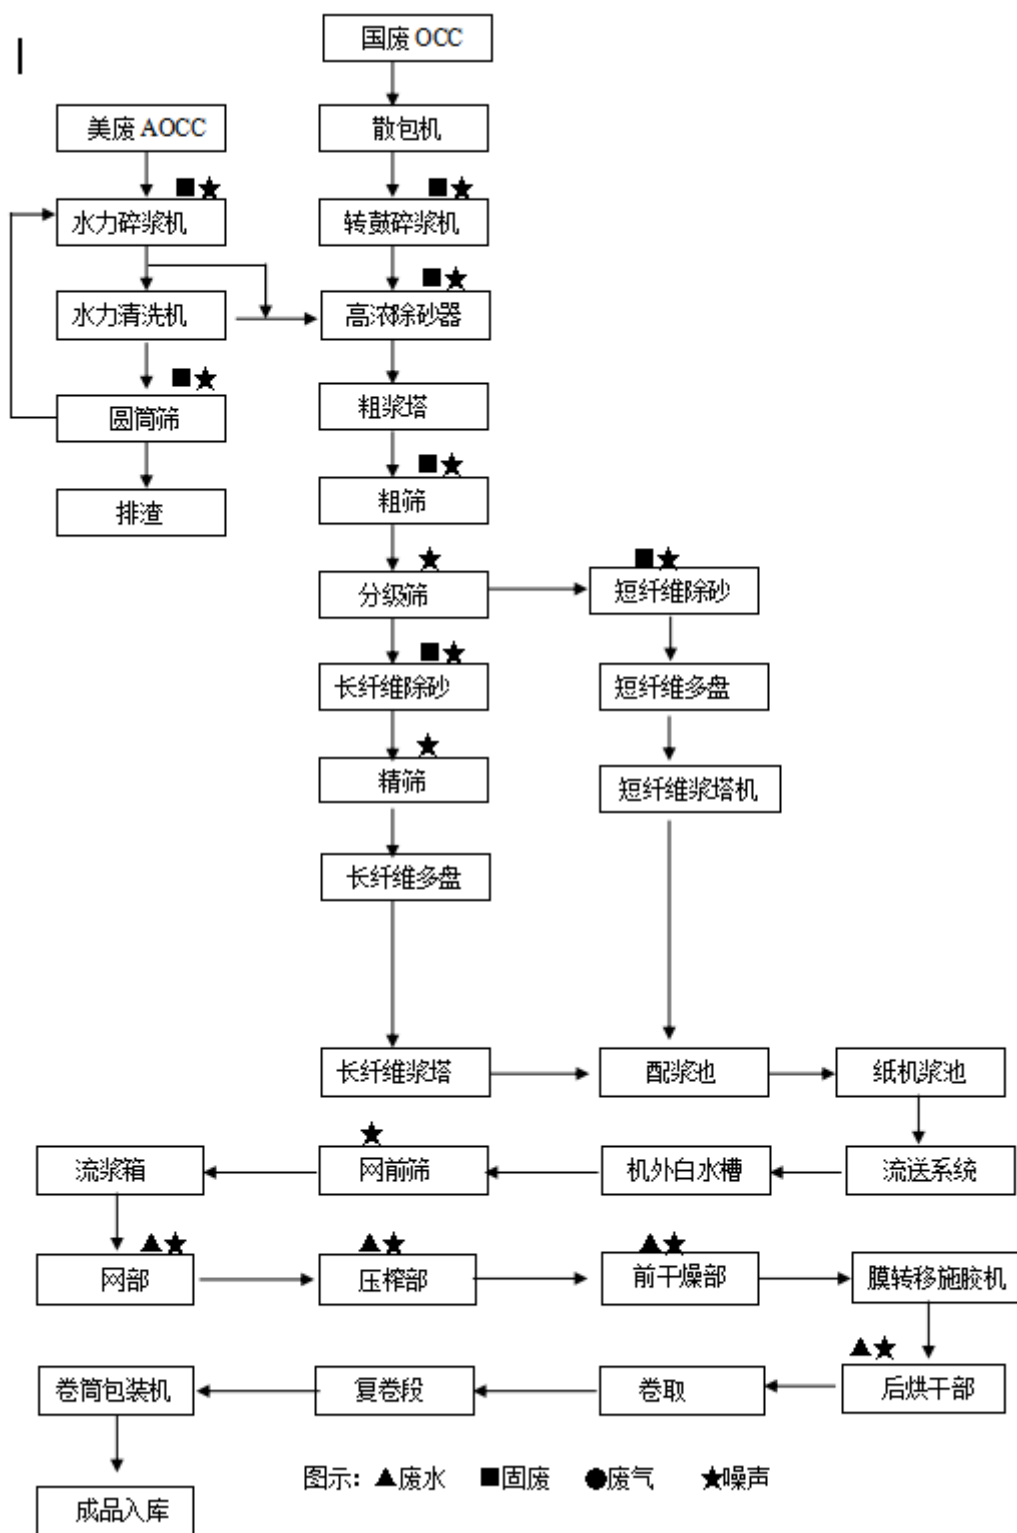 国废 OCC
美废 AOCC
散包机
水力碎浆机
转鼓碎浆机
水力清洗机
高浓除砂器
圆筒筛
粗浆塔
排渣
粗筛
分级筛
短纤维除砂
长纤维除砂
短纤维多盘
精筛
短纤维浆塔机
长纤维多盘
长纤维浆塔
配浆池
纸机浆池
流浆箱
网前筛
机外白水槽
流送系统
网部
压榨部
前干燥部
膜转移施胶机
卷筒包装机
复卷段
卷取
后烘干部
图示: ▲废水 ■固废 ●废气 ★噪声
成品入库